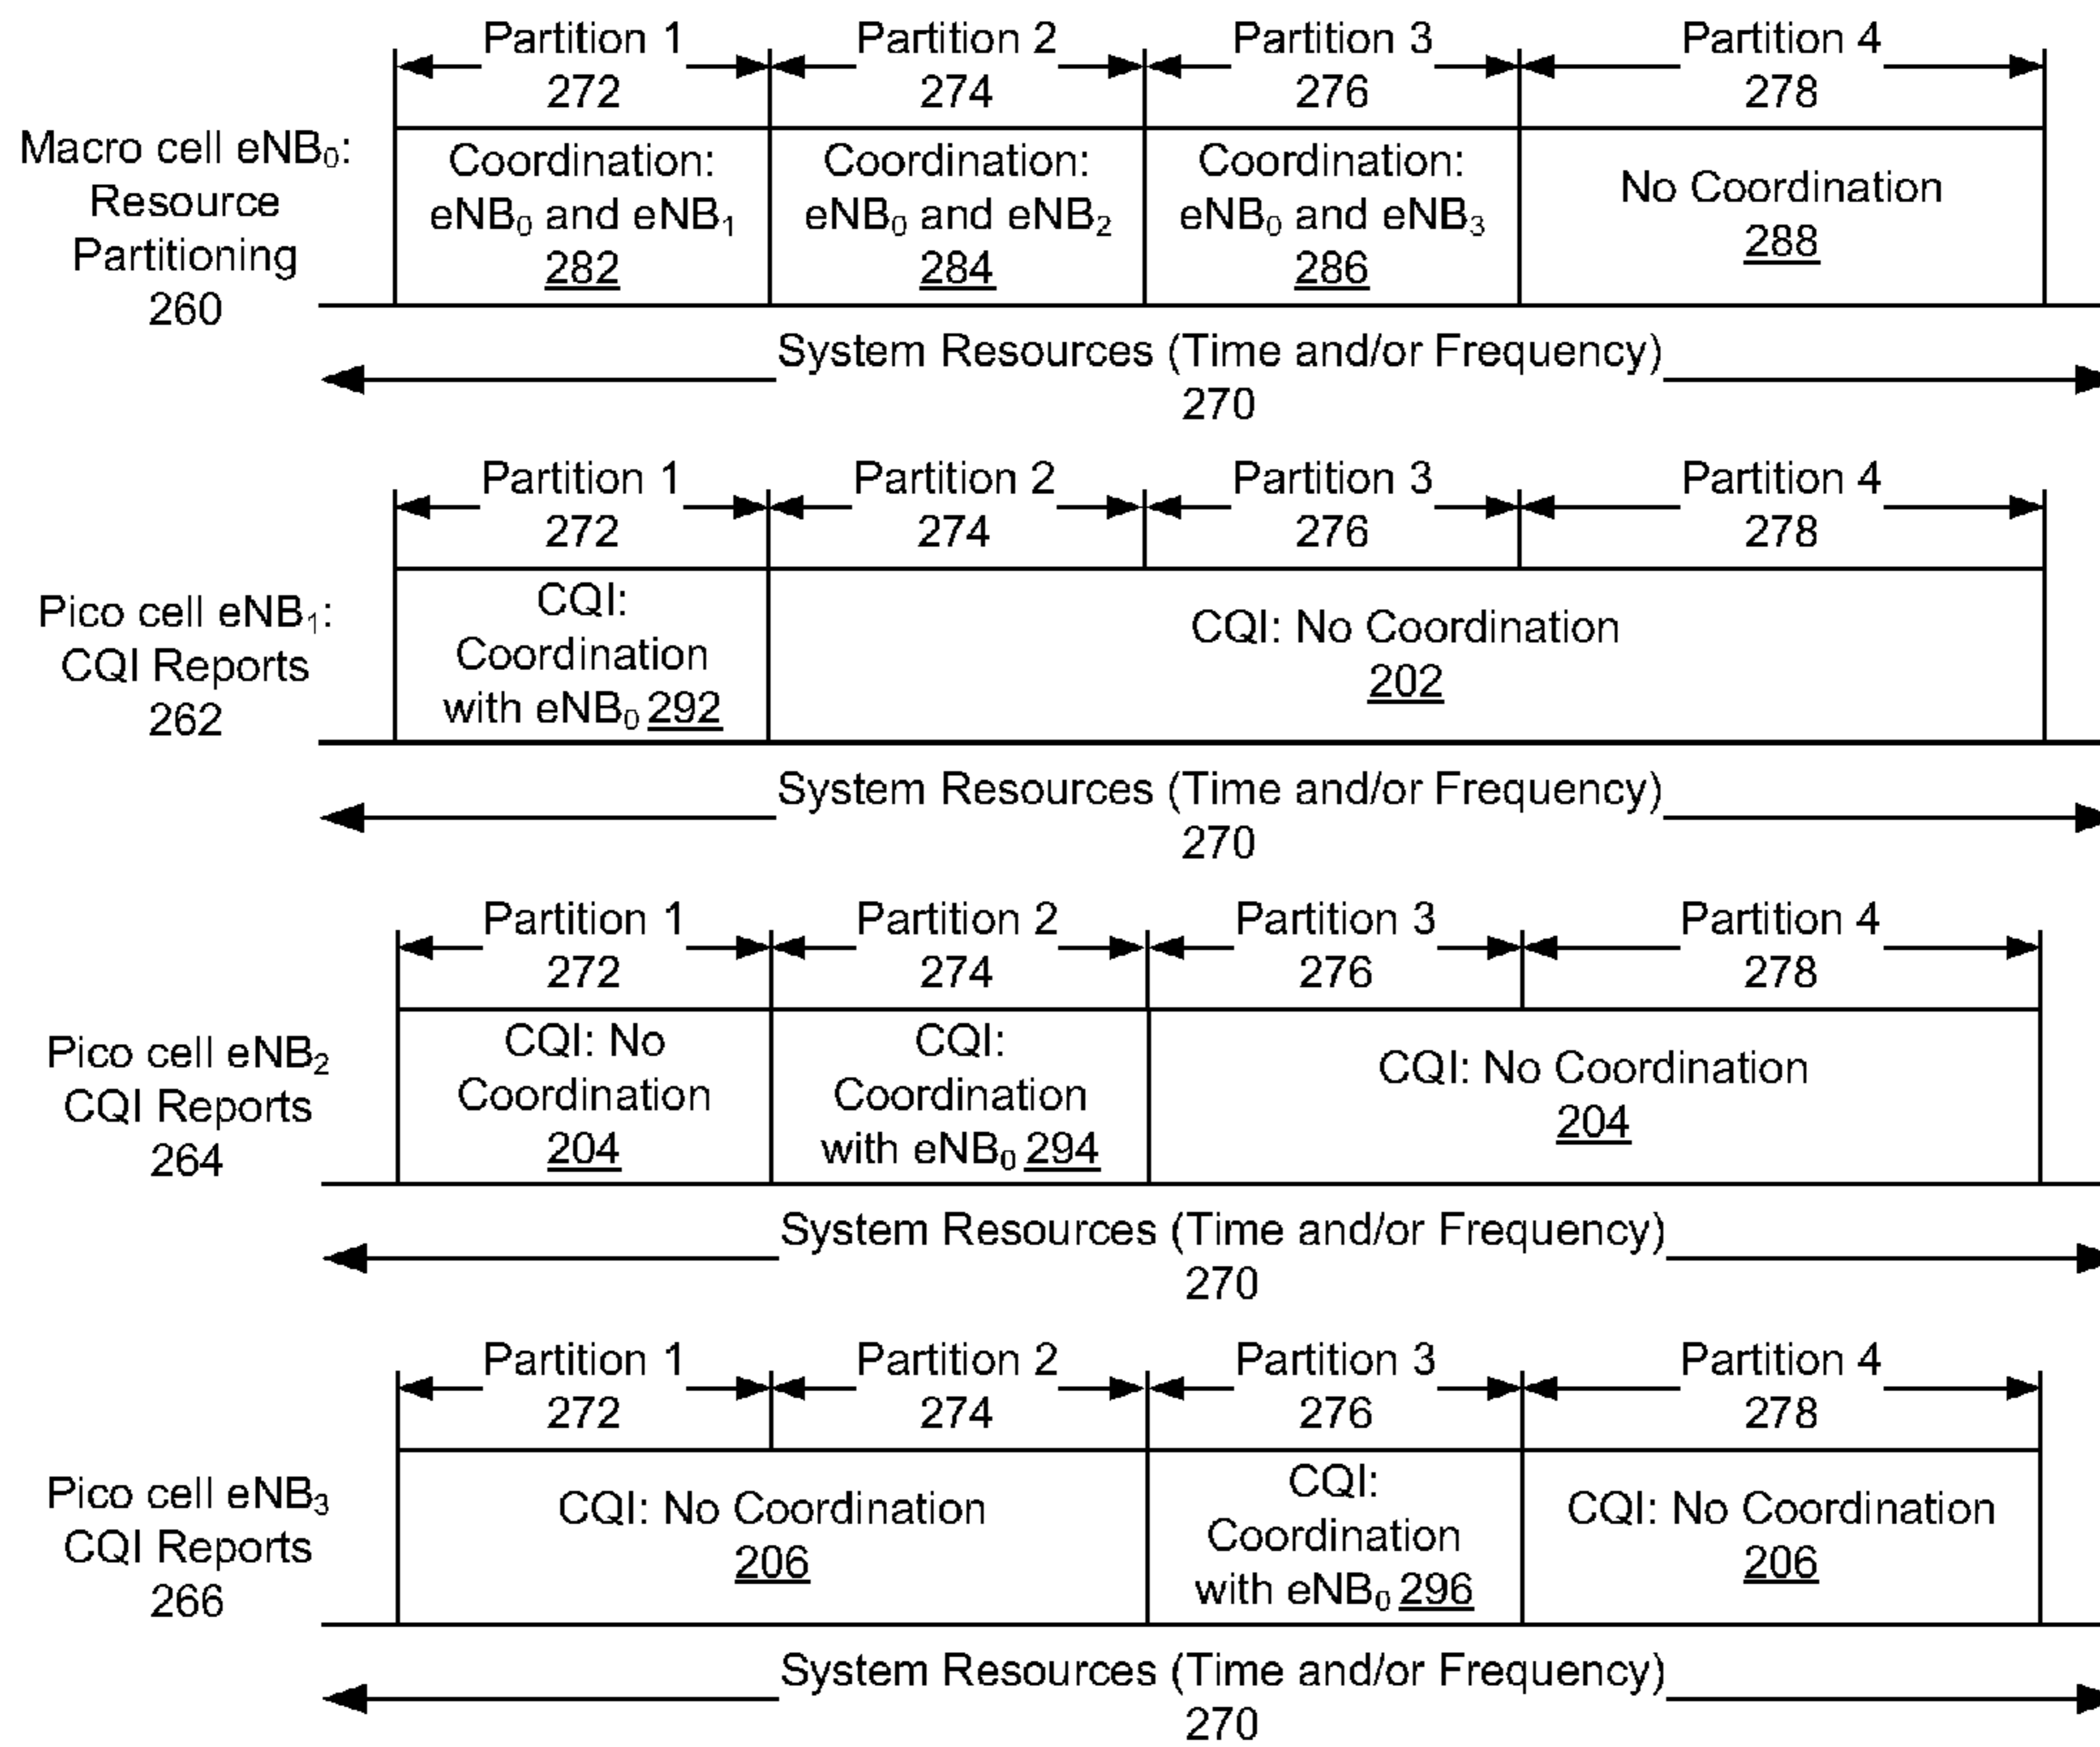 Partition 1
272
Partition 2
274
Partition 3
276
Partition 4
278
Macro cell eNB₀:
Resource
Partitioning
260
Coordination:
eNB₀ and eNB₁
282
Coordination:
eNB₀ and eNB₂
284
Coordination:
eNB₀ and eNB₃
286
No Coordination
288
System Resources (Time and/or Frequency)
270
Partition 1
272
Partition 2
274
Partition 3
276
Partition 4
278
Pico cell eNB₁:
CQI Reports
262
CQI:
Coordination
with eNB₀ 292
CQI: No Coordination
202
System Resources (Time and/or Frequency)
270
Partition 1
272
Partition 2
274
Partition 3
276
Partition 4
278
Pico cell eNB₂
CQI Reports
264
CQI: No
Coordination
204
CQI:
Coordination
with eNB₀ 294
CQI: No Coordination
204
System Resources (Time and/or Frequency)
270
Partition 1
272
Partition 2
274
Partition 3
276
Partition 4
278
Pico cell eNB₃
CQI Reports
266
CQI: No Coordination
206
CQI:
Coordination
with eNB₀ 296
CQI: No Coordination
206
System Resources (Time and/or Frequency)
270